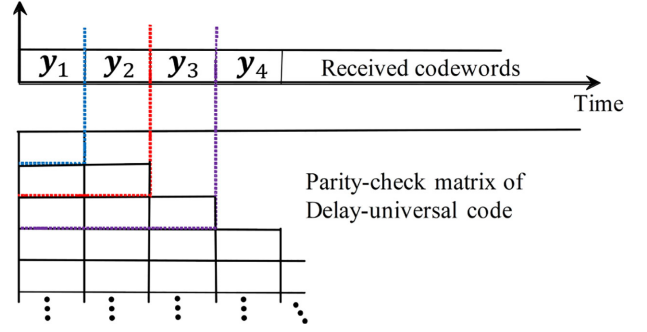 y₁ y₂ y₃ y₄ Received codewords
Time
Parity-check matrix of
Delay-universal code